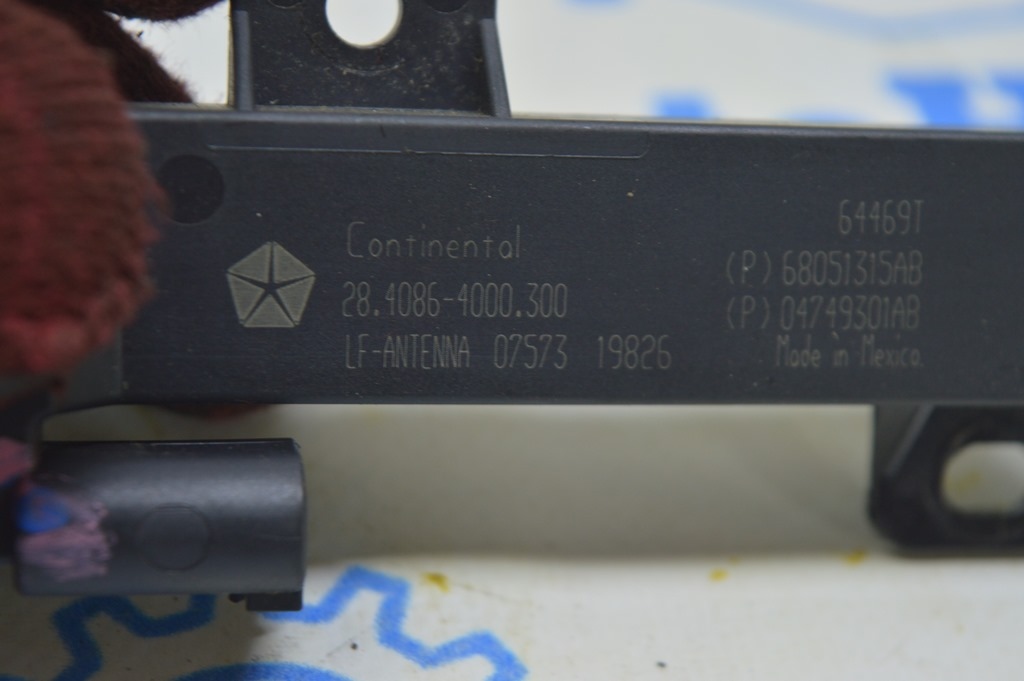 Continental
28.4086-4000.300
LF-ANTENNA 07573 19826
64469T
(P) 68051315AB
(P) 04749301AB
Made in Mexico.